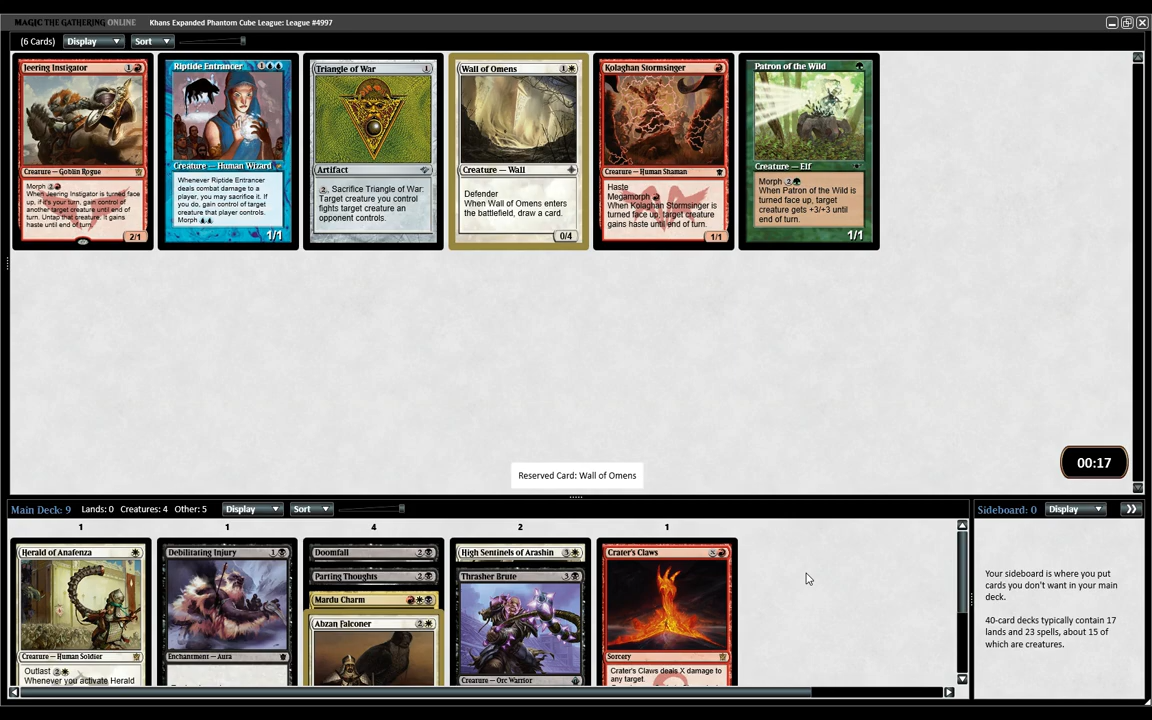 MAGIC THE GATHERING ONLINE Khans Expanded Phantom Cube League: League #4997
(6 Cards) Display Sort
Jeering Instigator 1
Creature — Goblin Rogue
Morph 2
When Jeering Instigator is turned face
up, if it's your turn, gain control of
another target creature until end of
turn. Untap that creature. It gains
haste until end of turn.
2/1
Riptide Entrancer 1
Creature — Human Wizard
Whenever Riptide Entrancer
deals combat damage to a
player, you may sacrifice it. If
you do, gain control of target
creature that player controls.
Morph
1/1
Triangle of War 1
Artifact
2, Sacrifice Triangle of War:
Target creature you control
fights target creature an
opponent controls.
Wall of Omens 1
Creature — Wall
Defender
When Wall of Omens enters
the battlefield, draw a card.
0/4
Kolaghan Stormsinger
Creature — Human Shaman
Haste
Megamorph
When Kolaghan Stormsinger is
turned face up, target creature
gains haste until end of turn.
1/1
Patron of the Wild
Creature — Elf
Morph 2
When Patron of the Wild is
turned face up, target
creature gets +3/+3 until
end of turn.
1/1
00:17
Reserved Card: Wall of Omens
Main Deck: 9 Lands: 0 Creatures: 4 Other: 5 Display Sort
1 1 4 2 1
Herald of Anafenza
Creature — Human Soldier
Outlast 2
Whenever you activate Herald
Debilitating Injury 1
Enchantment — Aura
Doomfall 2
Parting Thoughts 2
Mardu Charm
Abzan Falconer 2
High Sentinels of Arashin 3
Thrasher Brute 3
Creature — Orc Warrior
Crater's Claws X
Sorcery
Crater's Claws deals X damage to
any target.
Sideboard: 0 Display
Your sideboard is where you put
cards you don't want in your main
deck.
40-card decks typically contain 17
lands and 23 spells, about 15 of
which are creatures.